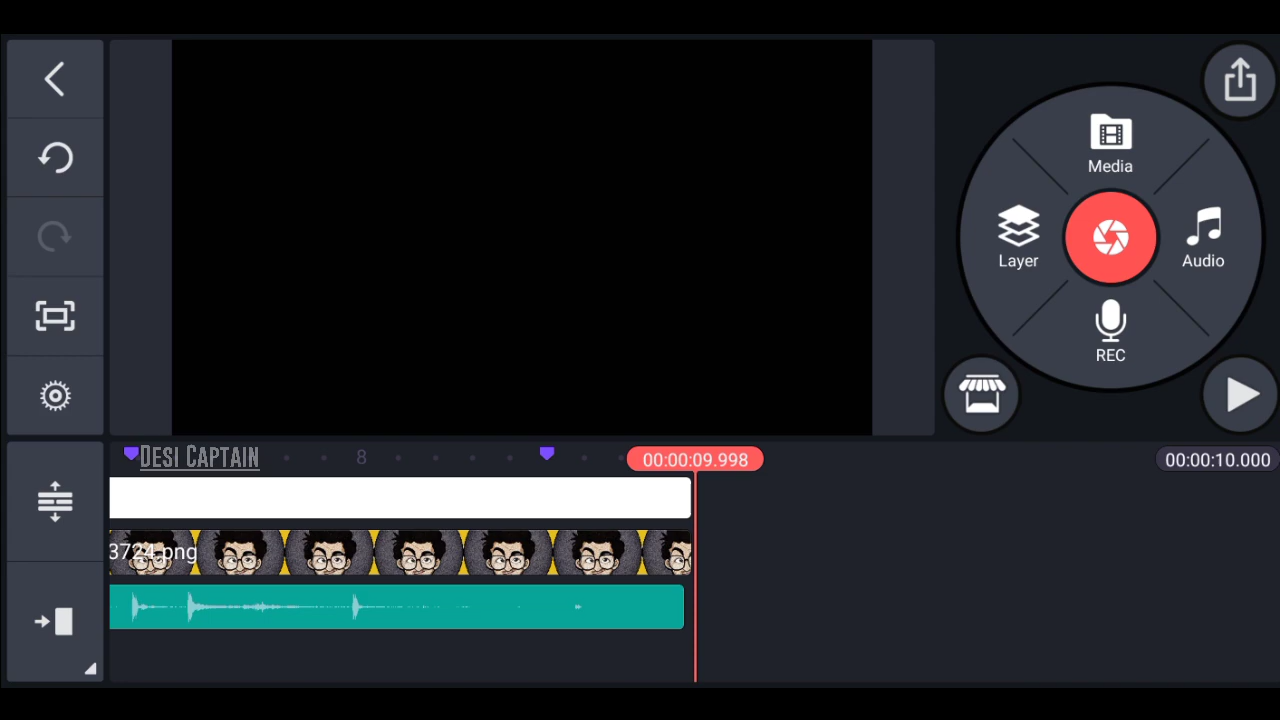 Media
Layer
Audio
REC
DESI CAPTAIN
8
00:00:09.998
00:00:10.000
3724.png